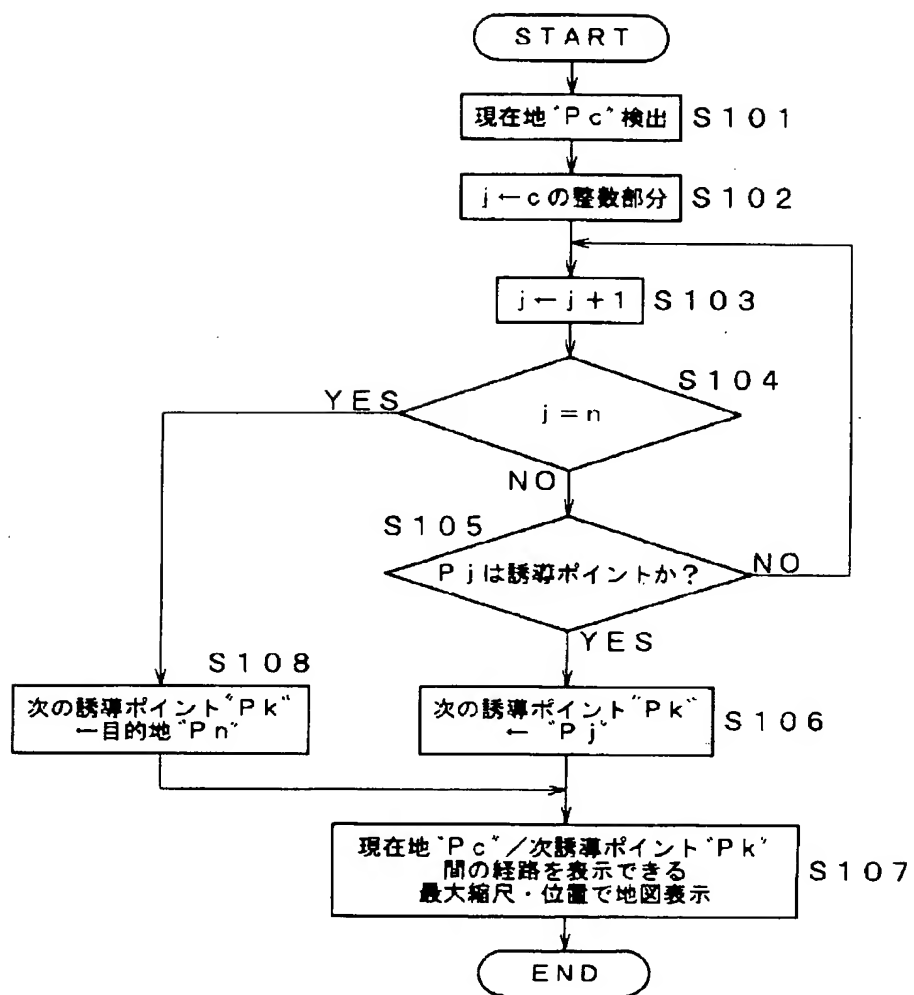 START
現在地"Pc"検出
S101
j←cの整数部分
S102
j←j+1
S103
S104
YES
j=n
NO
S105
Pjは誘導ポイントか?
NO
YES
S108
次の誘導ポイント"Pk"
←目的地"Pn"
次の誘導ポイント"Pk"
← "Pj"
S106
現在地"Pc"/次誘導ポイント"Pk"
間の経路を表示できる
最大縮尺・位置で地図表示
S107
END